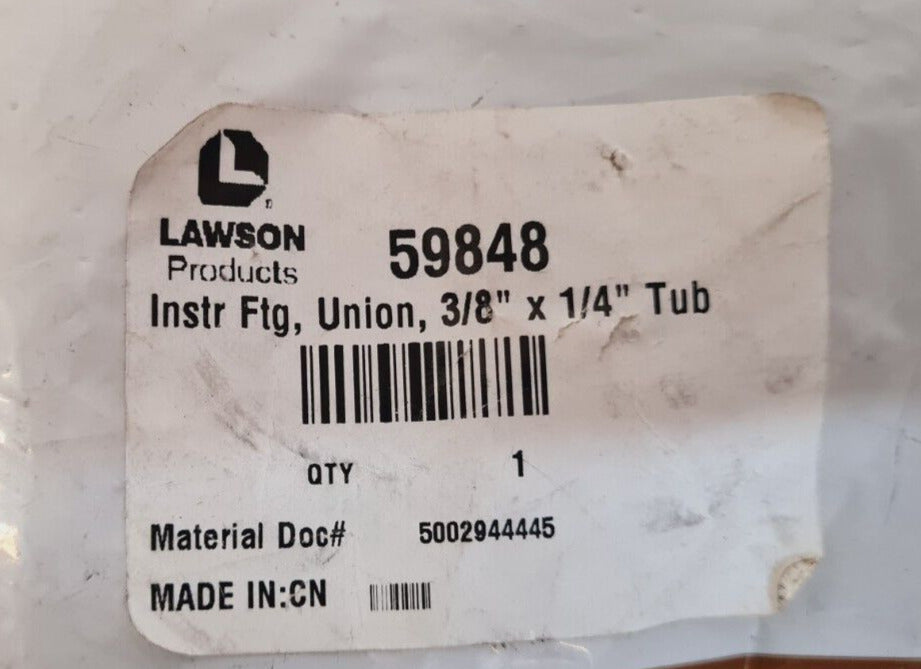 L
LAWSON
Products
59848
Instr Ftg, Union, 3/8" x 1/4" Tub
QTY 1
Material Doc# 5002944445
MADE IN:CN